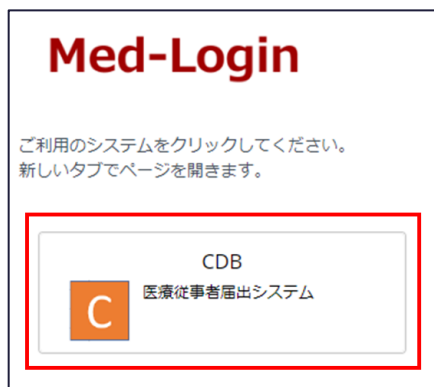 Med-Login
ご利用のシステムをクリックしてください。
新しいタブでページを開きます。
CDB
C
医療従事者届出システム